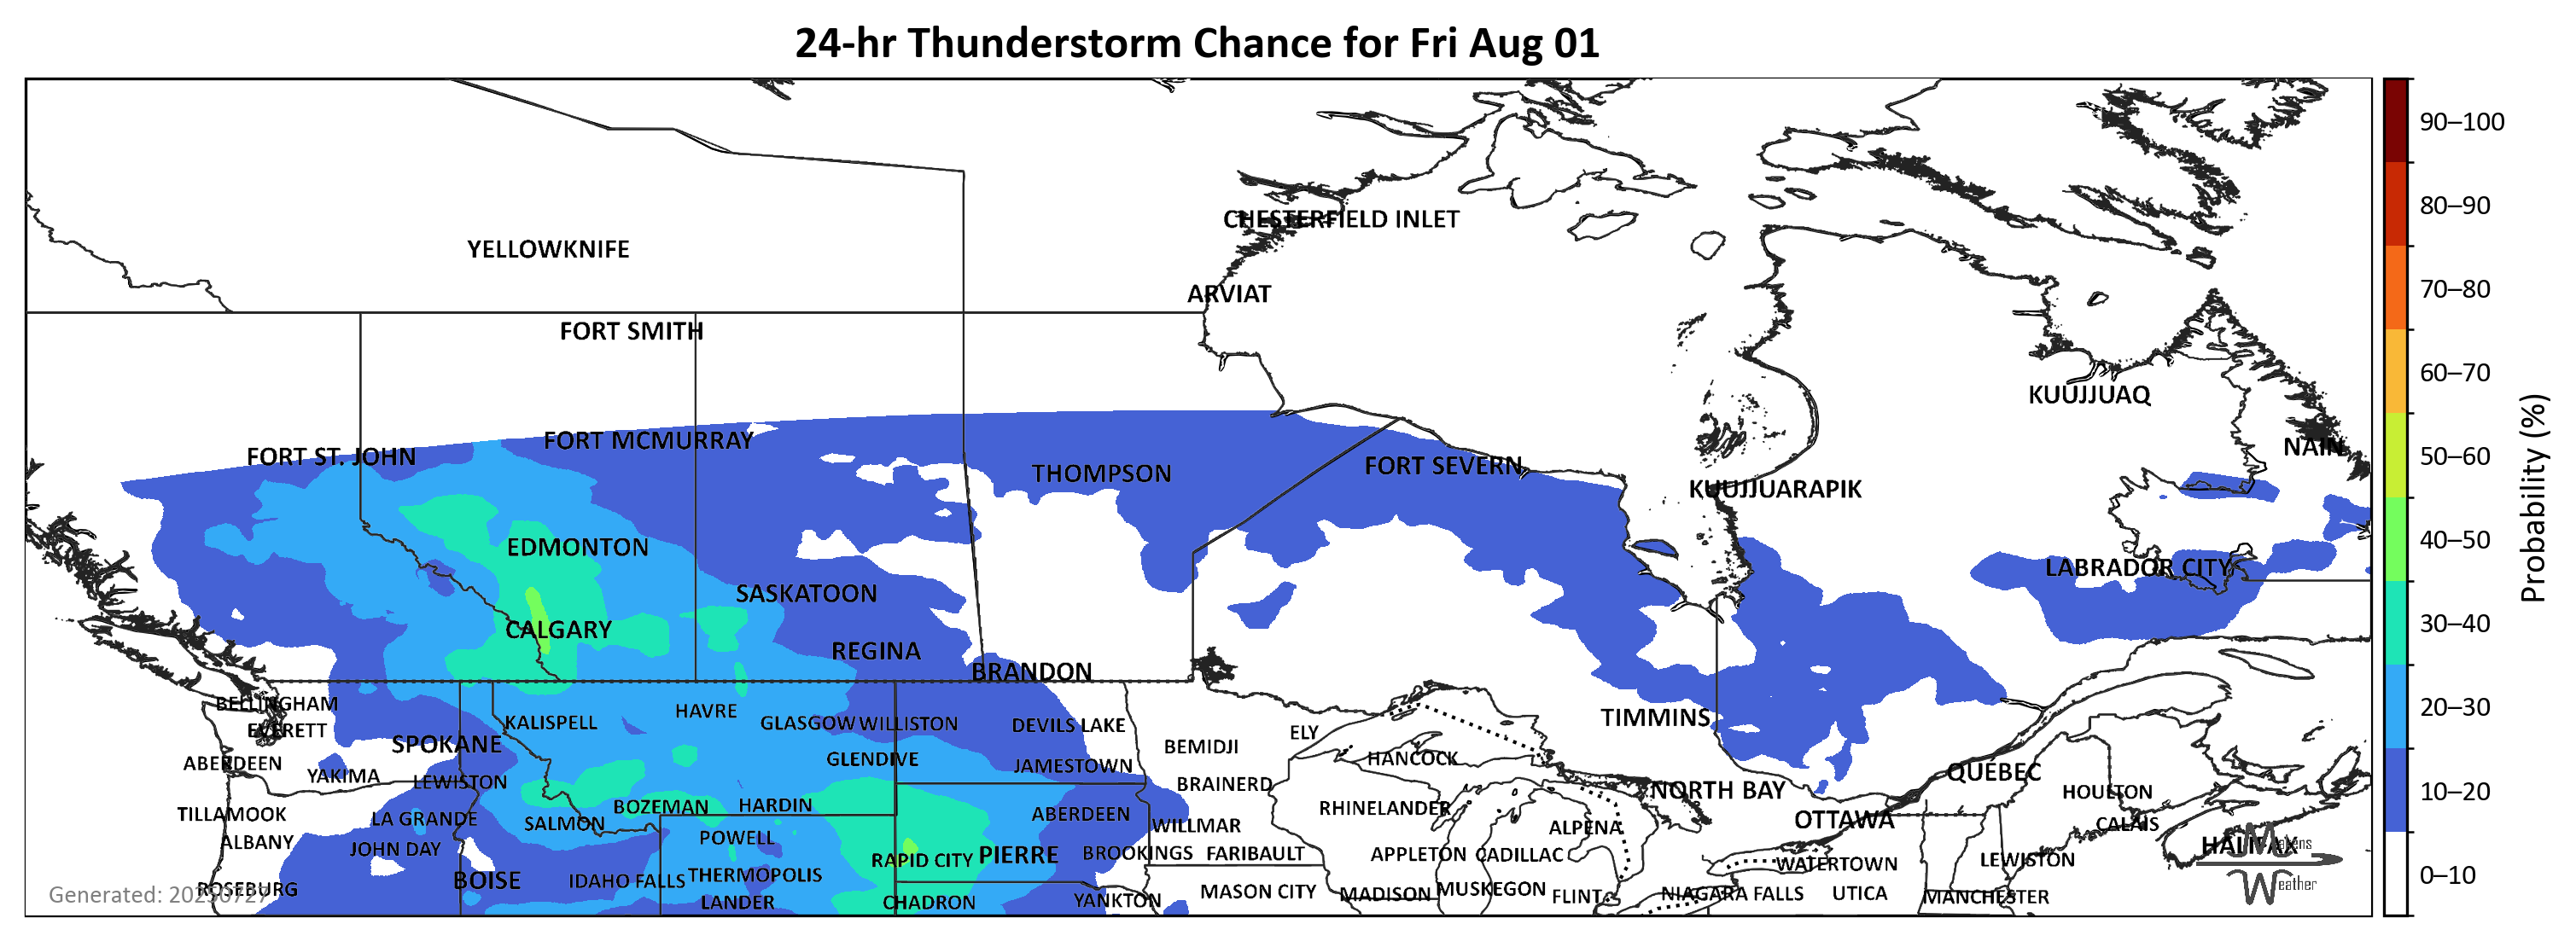 24-hr Thunderstorm Chance for Fri Aug 01
90–100
80–90
CHESTERFIELD INLET
YELLOWKNIFE
70–80
ARVIAT
FORT SMITH
60–70
KUUJJUAQ
FORT MCMURRAY
NAIN
FORT ST. JOHN
50–60
FORT SEVERN
THOMPSON
KUUJJUARAPIK
Probability (%)
40–50
EDMONTON
LABRADOR CITY
SASKATOON
30–40
CALGARY
REGINA
BRANDON
BELLINGHAM
20–30
HAVRE
TIMMINS
KALISPELL
GLASGOW
WILLISTON
DEVILS LAKE
EVERETT
ELY
SPOKANE
BEMIDJI
GLENDIVE
HANCOCK
ABERDEEN
JAMESTOWN
QUÉBEC
YAKIMA
LEWISTON
BRAINERD
NORTH BAY
HOULTON
10–20
BOZEMAN
HARDIN
RHINELANDER
TILLAMOOK
ABERDEEN
LA GRANDE
OTTAWA
SALMON
WILLMAR
ALPENA
CALAIS
POWELL
ALBANY
HALIFAX
Makens
JOHN DAY
PIERRE
BROOKINGS
FARIBAULT
APPLETON
CADILLAC
RAPID CITY
LEWISTON
WATERTOWN
THERMOPOLIS
0–10
BOISE
IDAHO FALLS
Weather
ROSEBURG
MUSKEGON
MASON CITY
MADISON
NIAGARA FALLS
UTICA
Generated: 20250727
FLINT
MANCHESTER
YANKTON
LANDER
CHADRON